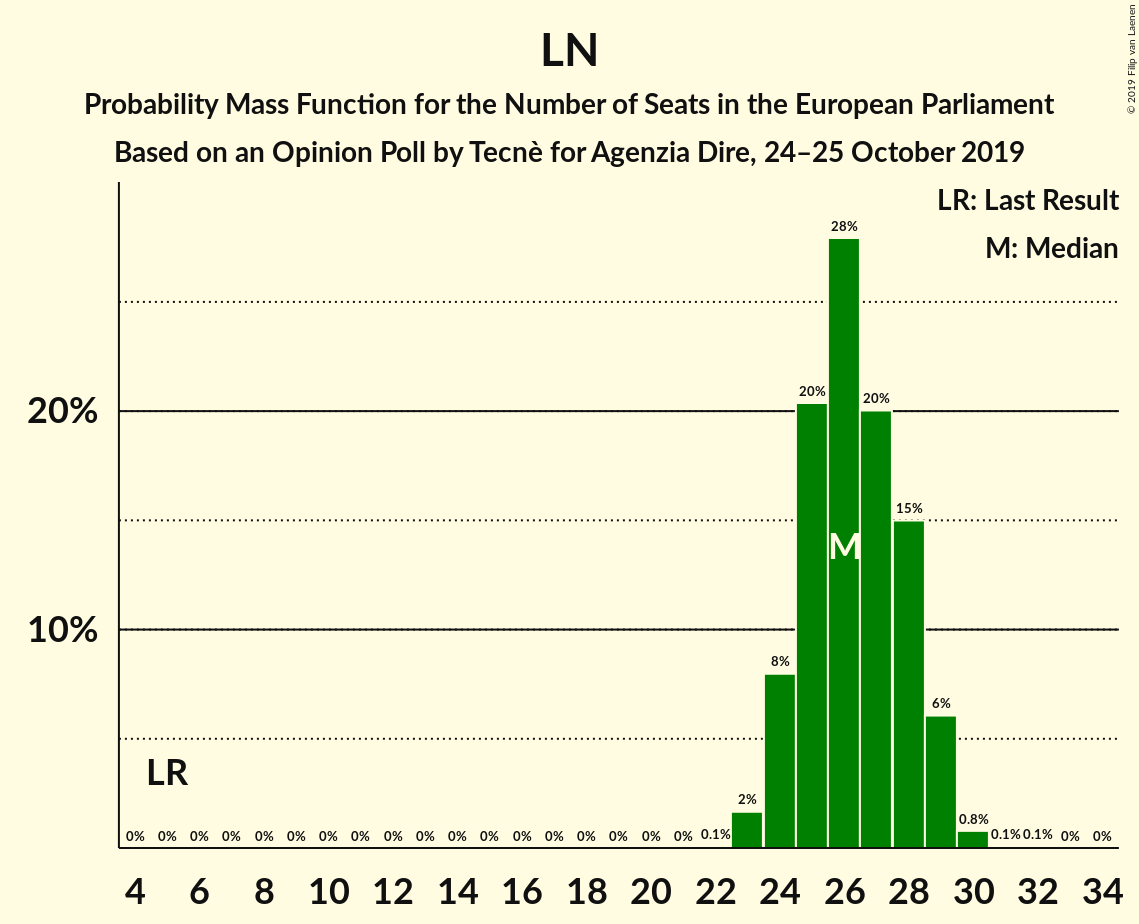 LN
Probability Mass Function for the Number of Seats in the European Parliament
Based on an Opinion Poll by Tecnè for Agenzia Dire, 24–25 October 2019
© 2019 Filip van Laenen
LR: Last Result
M: Median
28%
20%
20%
20%
15%
M
10%
8%
6%
LR
2%
0% 0% 0% 0% 0% 0% 0% 0% 0% 0% 0% 0% 0% 0% 0% 0% 0% 0% 0.1% 0.8% 0.1% 0.1% 0% 0%
4 6 8 10 12 14 16 18 20 22 24 26 28 30 32 34